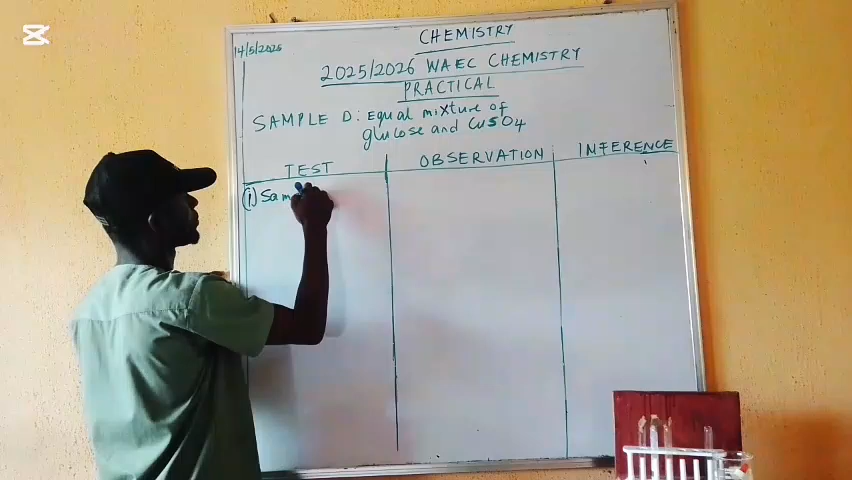 14/5/2025
CHEMISTRY
2025/2026 WAEC CHEMISTRY
PRACTICAL
SAMPLE D: Equal mixture of
glucose and CuSO4
TEST OBSERVATION INFERENCE
(i) Sam